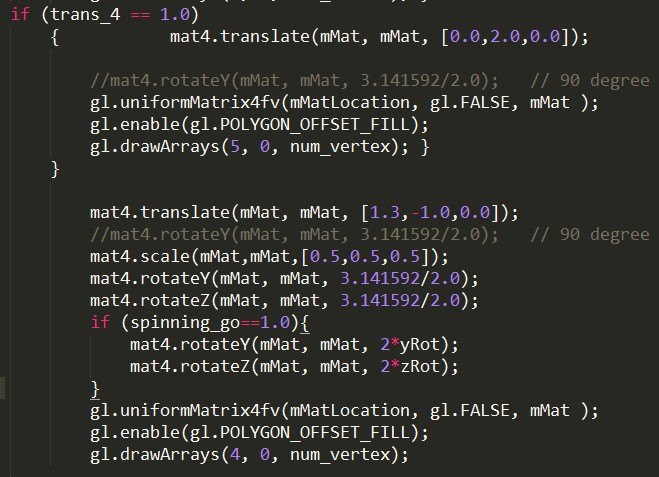 if (trans_4 == 1.0)
{ mat4.translate(mMat, mMat, [0.0,2.0,0.0]);
//mat4.rotateY(mMat, mMat, 3.141592/2.0); // 90 degree
gl.uniformMatrix4fv(mMatLocation, gl.FALSE, mMat );
gl.enable(gl.POLYGON_OFFSET_FILL);
gl.drawArrays(5, 0, num_vertex); }
}
mat4.translate(mMat, mMat, [1.3,-1.0,0.0]);
//mat4.rotateY(mMat, mMat, 3.141592/2.0); // 90 degree
mat4.scale(mMat,mMat,[0.5,0.5,0.5]);
mat4.rotateY(mMat, mMat, 3.141592/2.0);
mat4.rotateZ(mMat, mMat, 3.141592/2.0);
if (spinning_go==1.0){
mat4.rotateY(mMat, mMat, 2*yRot);
mat4.rotateZ(mMat, mMat, 2*zRot);
}
gl.uniformMatrix4fv(mMatLocation, gl.FALSE, mMat );
gl.enable(gl.POLYGON_OFFSET_FILL);
gl.drawArrays(4, 0, num_vertex);